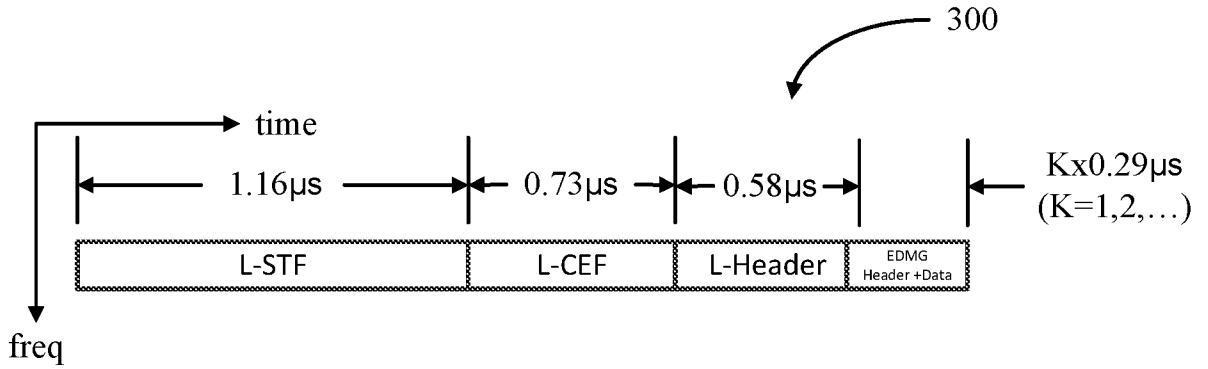 300
time
1.16µs
0.73µs
0.58µs
Kx0.29µs
(K=1,2,...)
L-STF
L-CEF
L-Header
EDMG
Header +Data
freq